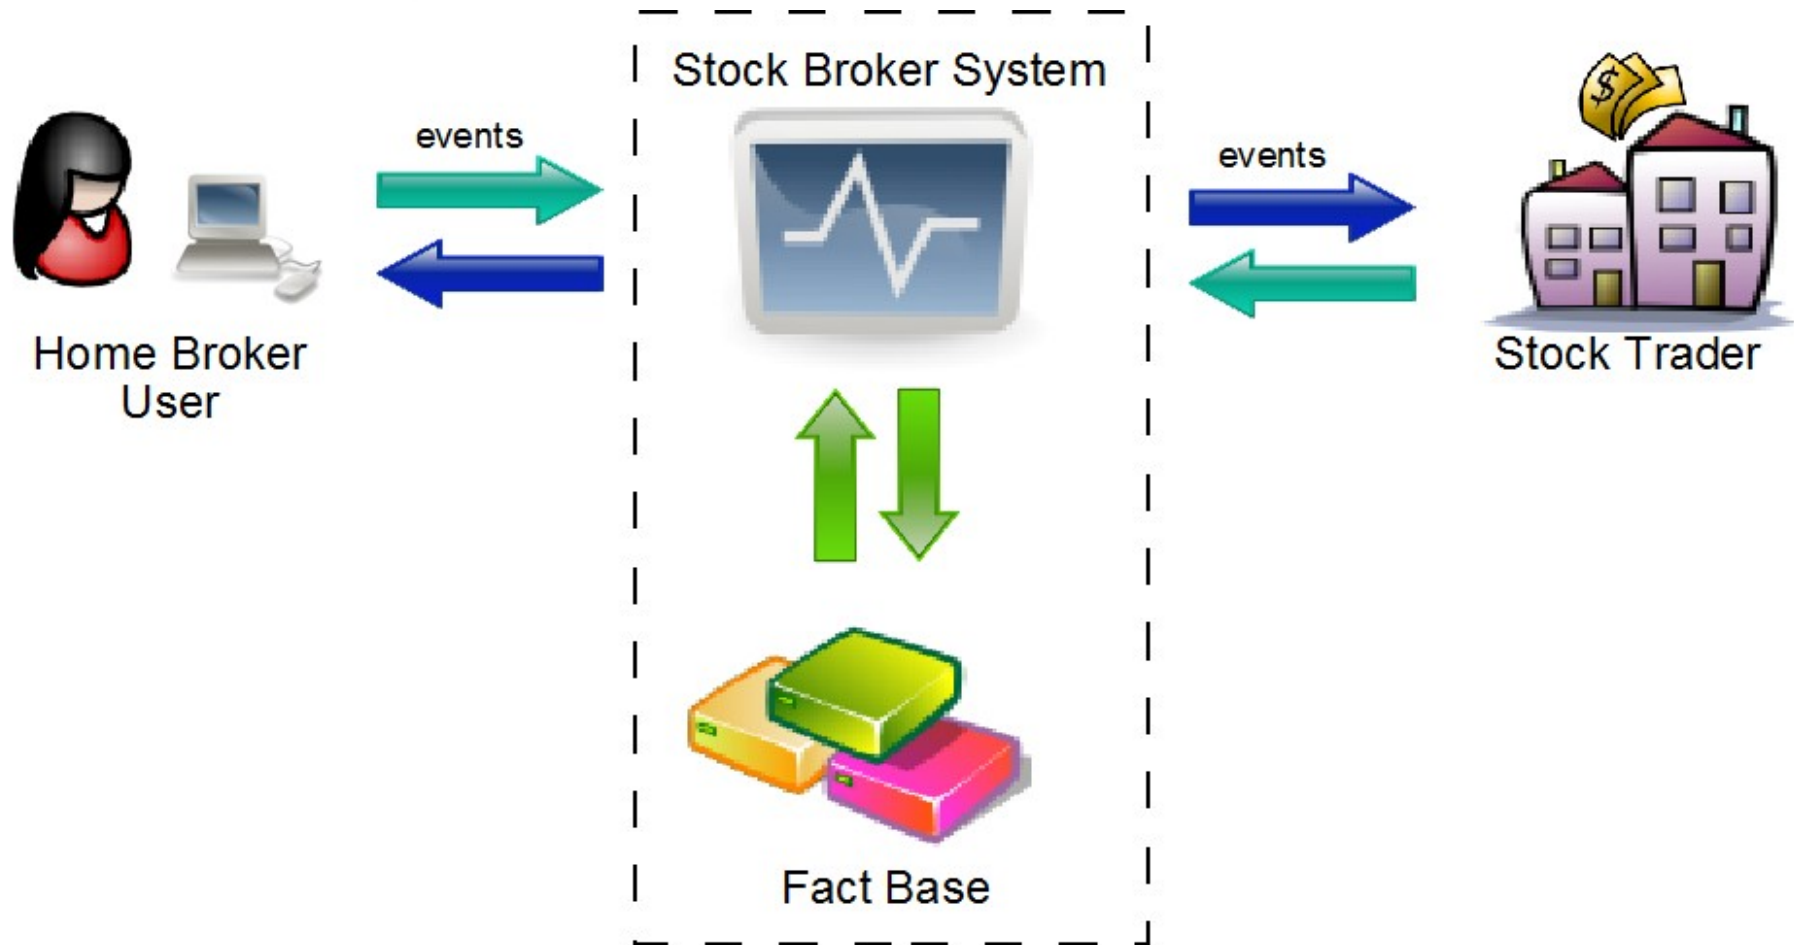 Stock Broker System
events
events
Home Broker
User
Stock Trader
Fact Base